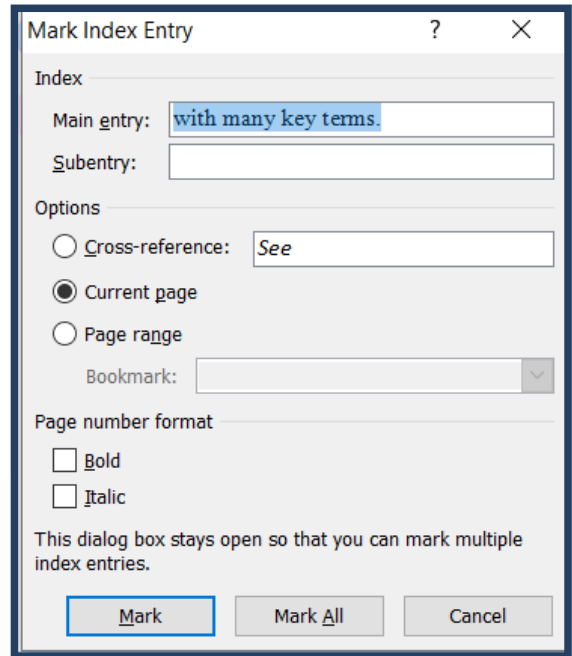 Mark Index Entry ?
Index
Main entry: with many key terms.
Subentry:
Options
Cross-reference: See
Current page
Page range
Bookmark:
Page number format
Bold
Italic
This dialog box stays open so that you can mark multiple
index entries.
Mark Mark All Cancel